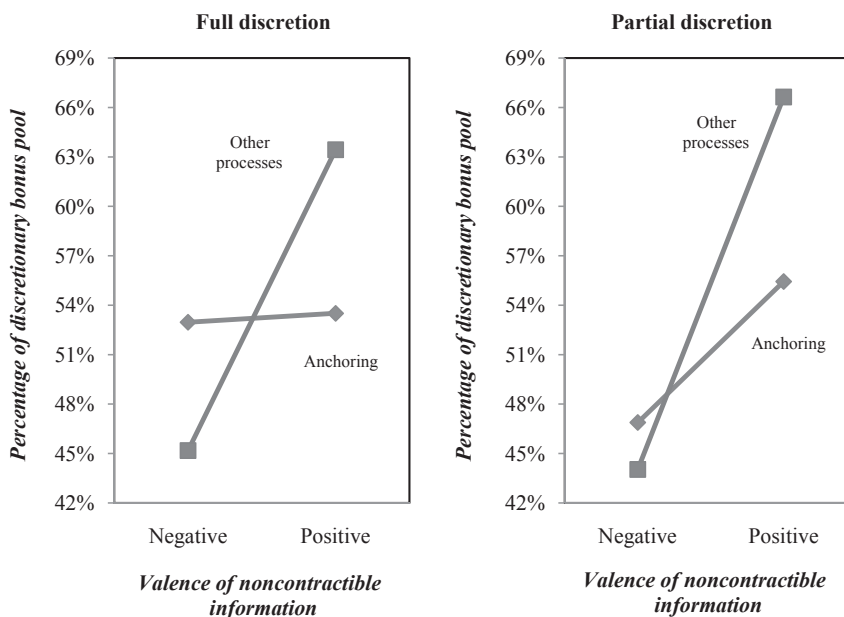 Full discretion
Percentage of discretionary bonus pool
69%
66%
63%
60%
57%
54%
51%
48%
45%
42%
Other
processes
Anchoring
Negative Positive
Valence of noncontractible
information
Partial discretion
Percentage of discretionary bonus pool
69%
66%
63%
60%
57%
54%
51%
48%
45%
42%
Other
processes
Anchoring
Negative Positive
Valence of noncontractible
information